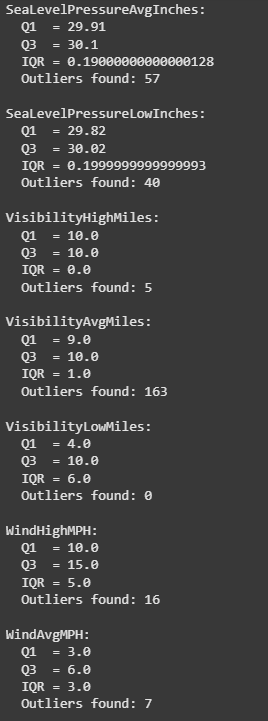 SeaLevelPressureAvgInches:
  Q1  = 29.91
  Q3  = 30.1
  IQR = 0.19000000000000128
  Outliers found: 57

SeaLevelPressureLowInches:
  Q1  = 29.82
  Q3  = 30.02
  IQR = 0.1999999999999993
  Outliers found: 40

VisibilityHighMiles:
  Q1  = 10.0
  Q3  = 10.0
  IQR = 0.0
  Outliers found: 5

VisibilityAvgMiles:
  Q1  = 9.0
  Q3  = 10.0
  IQR = 1.0
  Outliers found: 163

VisibilityLowMiles:
  Q1  = 4.0
  Q3  = 10.0
  IQR = 6.0
  Outliers found: 0

WindHighMPH:
  Q1  = 10.0
  Q3  = 15.0
  IQR = 5.0
  Outliers found: 16

WindAvgMPH:
  Q1  = 3.0
  Q3  = 6.0
  IQR = 3.0
  Outliers found: 7